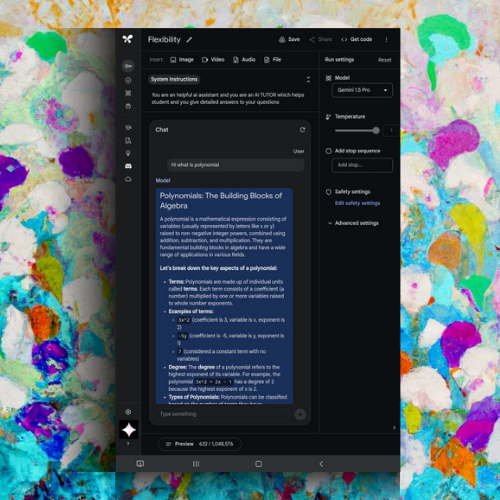 Flexibility
Save
Share
Get code
Insert:
Image
Video
Audio
File
Run settings
Reset
System Instructions
You are an helpful ai assistant and you are an AI TUTOR which helps
student and you give detailed answers to your questions
Model
Gemini 1.5 Pro
Temperature
1
Add stop sequence
Add stop...
Safety settings
Edit safety settings
Advanced settings
Chat
User
Hi what is polynomial
Model
Polynomials: The Building Blocks of
Algebra
A polynomial is a mathematical expression consisting of
variables (usually represented by letters like x or y)
raised to non-negative integer powers, combined using
addition, subtraction, and multiplication. They are
fundamental building blocks in algebra and have a wide
range of applications in various fields.
Let's break down the key aspects of a polynomial:
• Terms: Polynomials are made up of individual units
called terms. Each term consists of a coefficient (a
number) multiplied by one or more variables raised
to whole number exponents.
• Examples of terms:
3x^2 (coefficient is 3, variable is x, exponent is
2)
-5y (coefficient is -5, variable is y, exponent is
1)
7 (considered a constant term with no
variables)
• Degree: The degree of a polynomial refers to the
highest exponent of its variable. For example, the
polynomial 3x^2 + 2x - 1 has a degree of 2
because the highest exponent of x is 2.
• Types of Polynomials: Polynomials can be classified
based on the number of terms they have:
Type something
Preview
632 / 1,048,576